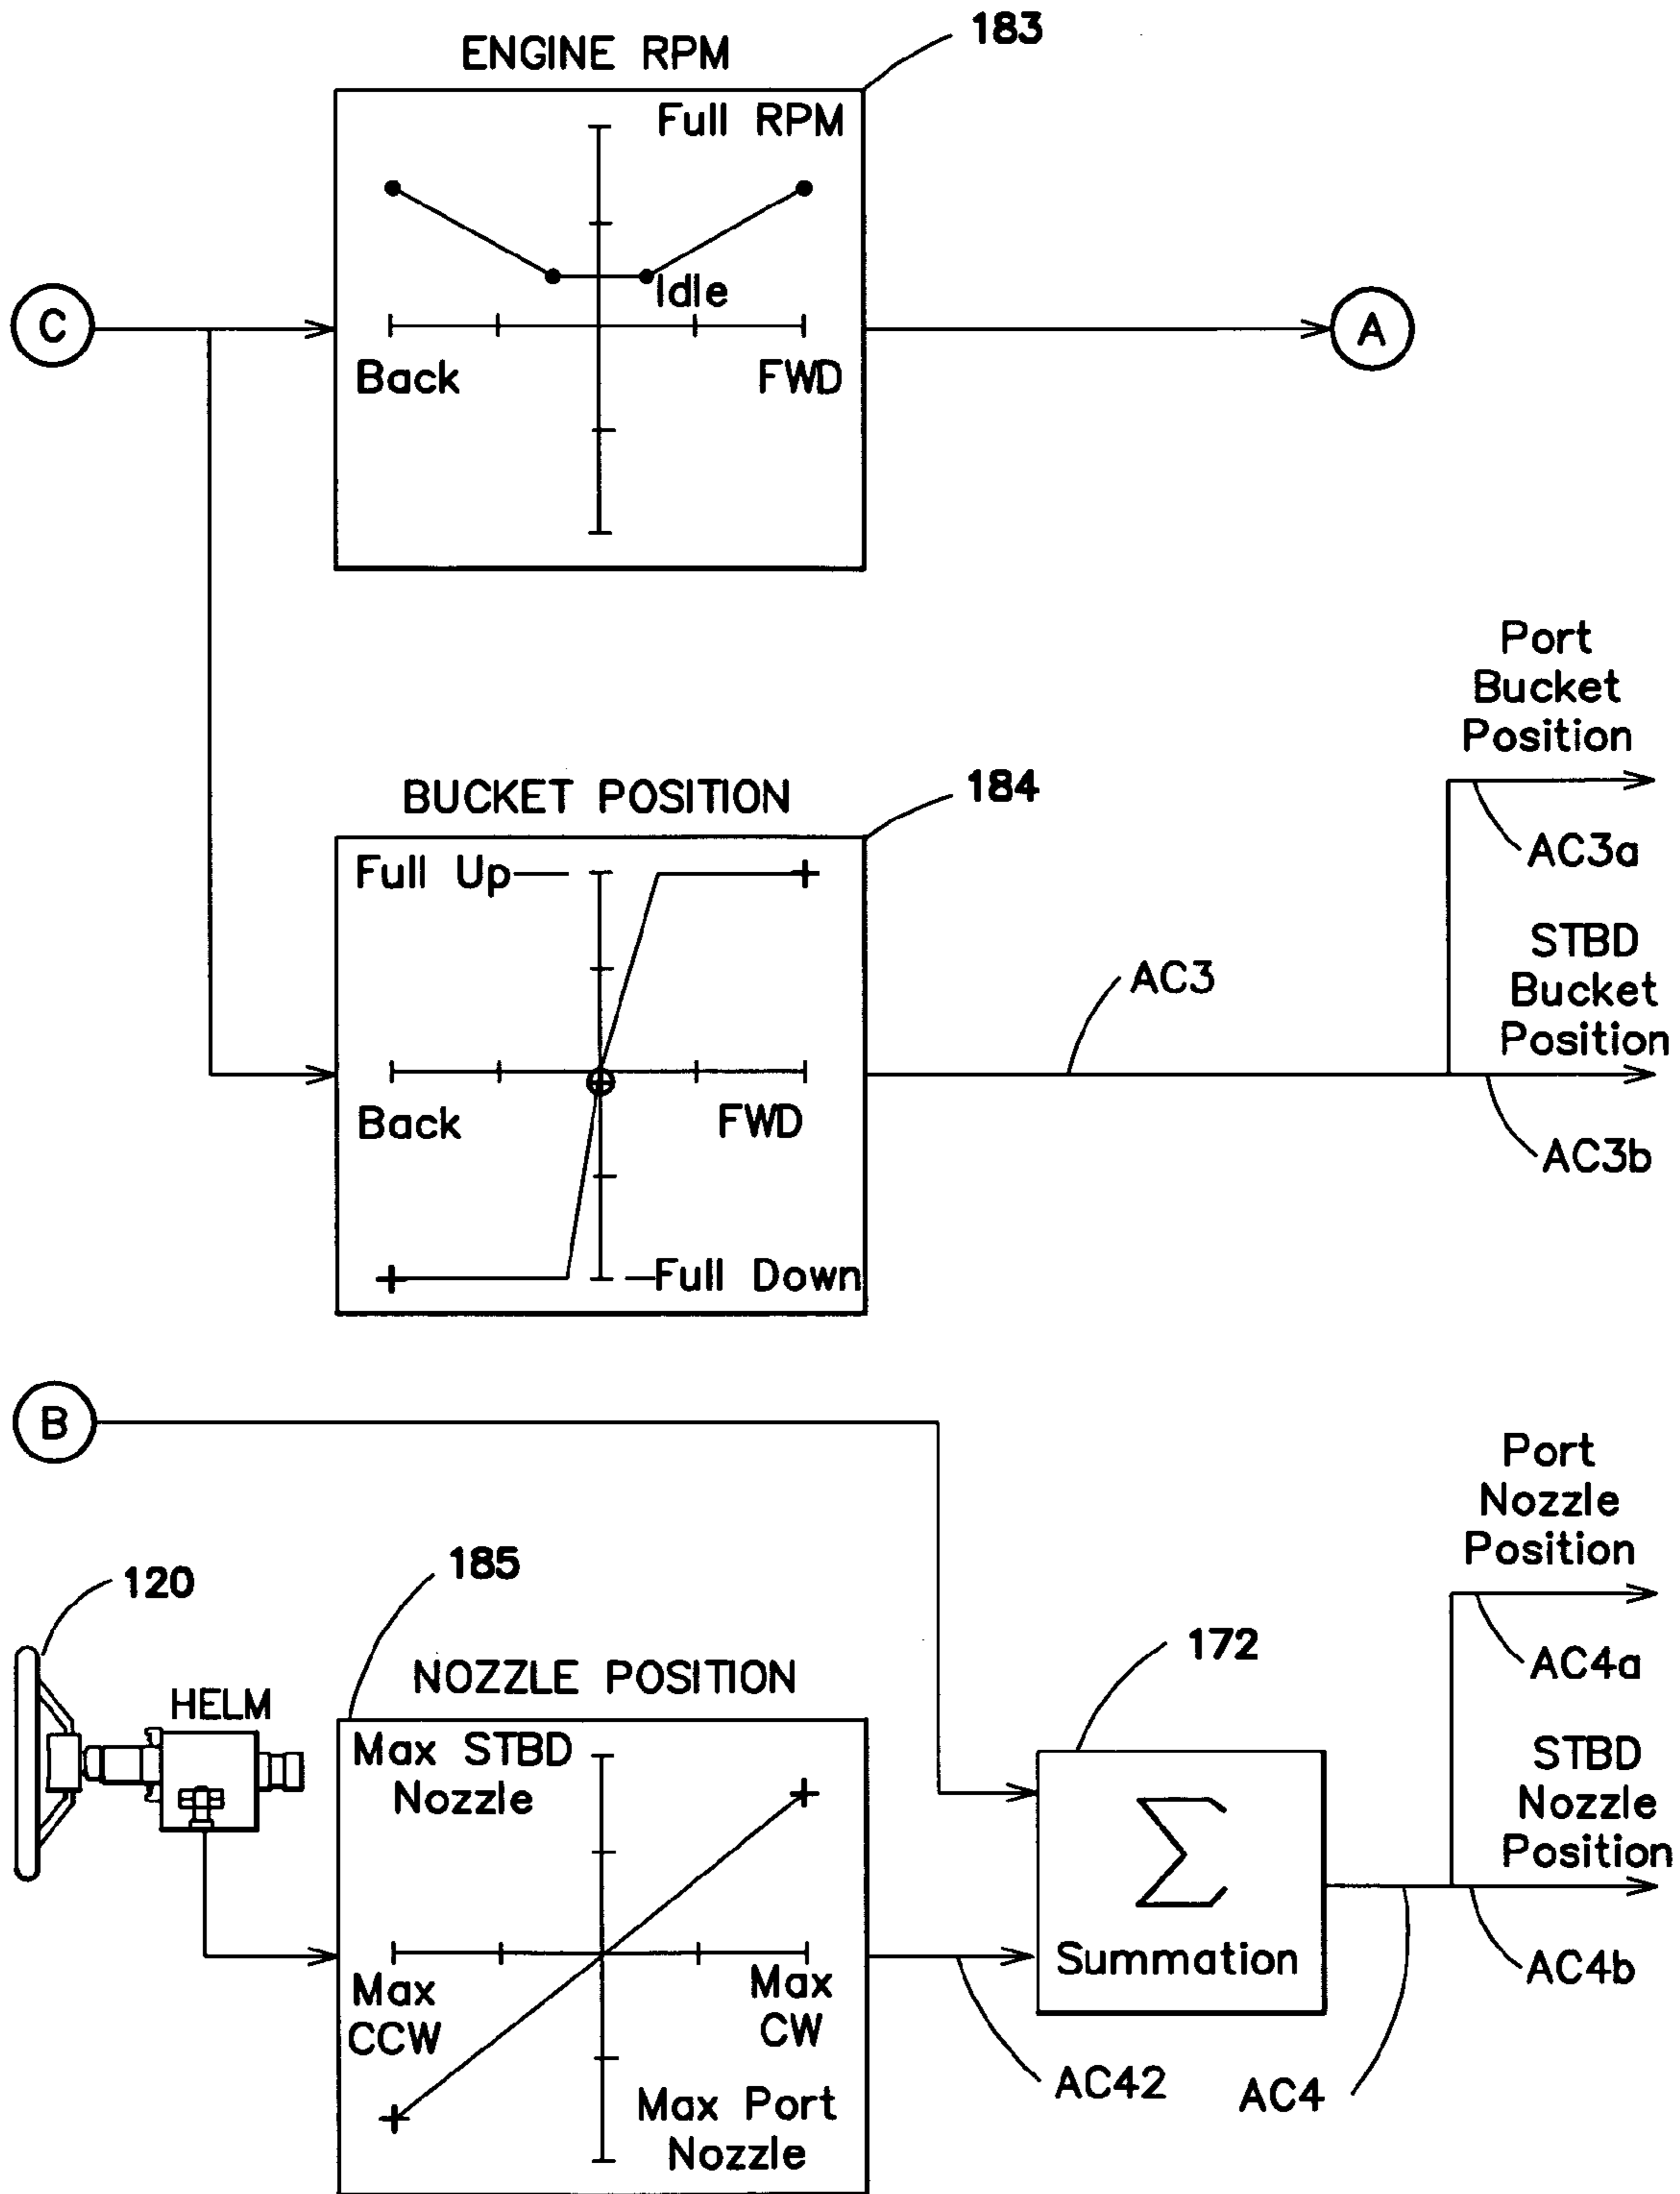 183
ENGINE RPM
Full RPM
Idle
C
A
Back
FWD
Port
Bucket
Position
BUCKET POSITION
184
Full Up
AC3a
STBD
Bucket
Position
AC3
Back
FWD
AC3b
Full Down
B
Port
Nozzle
Position
120
185
172
HELM
NOZZLE POSITION
AC4a
Max STBD
Nozzle
STBD
Nozzle
Position
Σ
Summation
Max
CCW
Max
CW
AC42
AC4
AC4b
Max Port
Nozzle